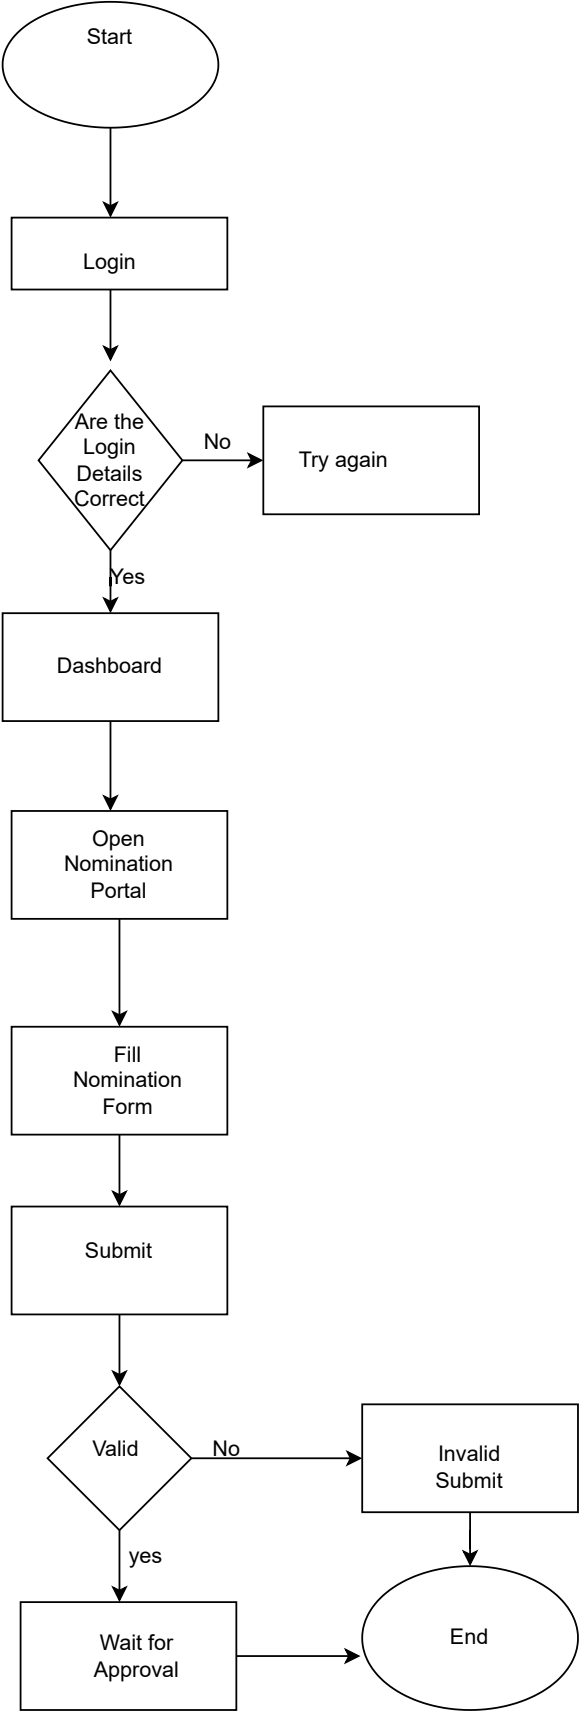 Start
Login
Are the
Login
Details
Correct
No
Try again
Yes
Dashboard
Open
Nomination
Portal
Fill
Nomination
Form
Submit
Valid
No
Invalid
Submit
yes
Wait for
Approval
End